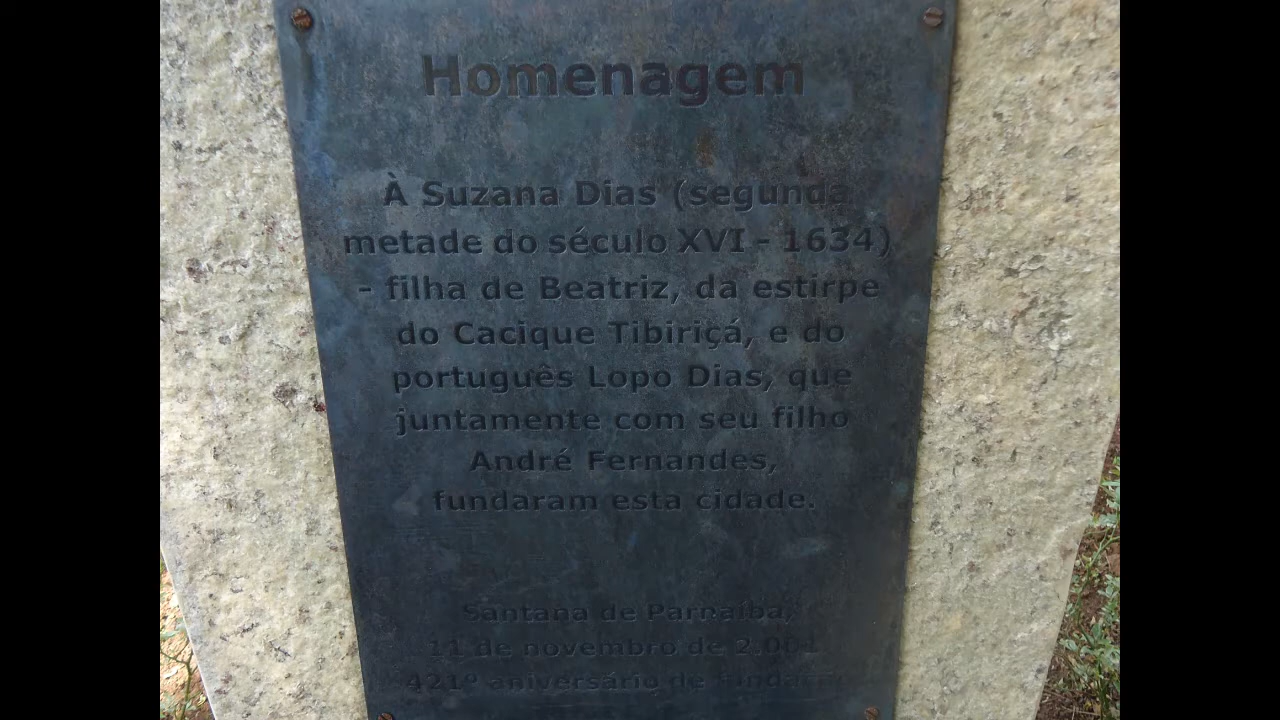 Homenagem
À Suzana Dias (segunda
metade do século XVI - 1634)
- filha de Beatriz, da estirpe
do Cacique Tibiriçá, e do
português Lopo Dias, que
juntamente com seu filho
André Fernandes,
fundaram esta cidade.
Santana de Parnaíba,
11 de novembro de 2.001
421º aniversário de Fundação